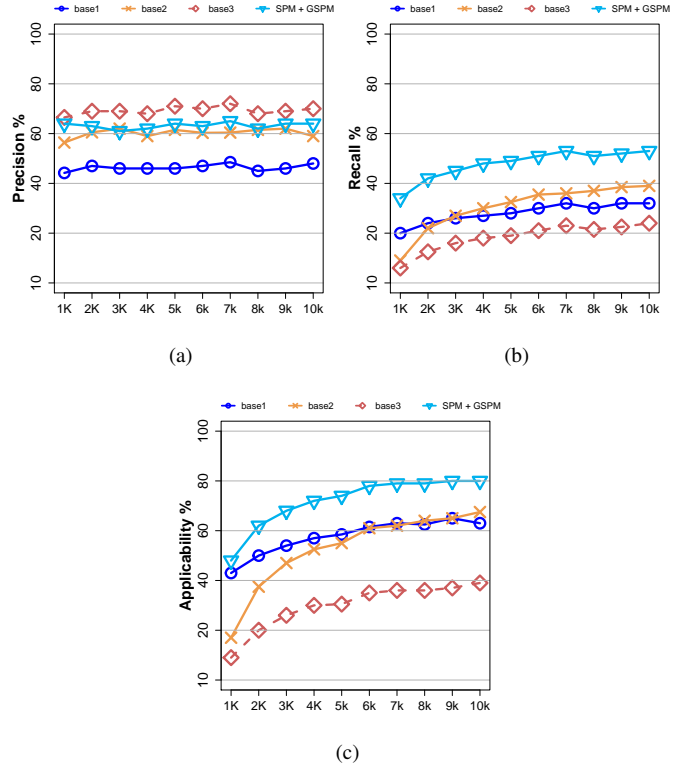 base1 base2 base3 SPM + GSPM
Precision %
100
80
60
40
20
10
1K 2K 3K 4K 5k 6k 7k 8k 9k 10k
(a)
base1 base2 base3 SPM + GSPM
Recall %
100
80
60
40
20
10
1K 2K 3K 4K 5k 6k 7k 8k 9k 10k
(b)
base1 base2 base3 SPM + GSPM
Applicability %
100
80
60
40
20
10
1K 2K 3K 4K 5k 6k 7k 8k 9k 10k
(c)